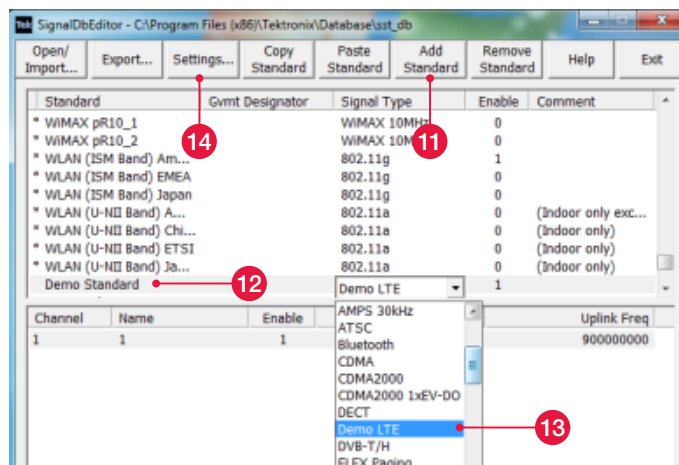 Tek SignalDbEditor - C:\Program Files (x86)\Tektronix\Database\sst_db
Open/Import... Export... Settings... Copy Standard Paste Standard Add Standard Remove Standard Help Exit
14 11
Standard Gvmt Designator Signal Type Enable Comment
* WiMAX pR10_1 WiMAX 10MHz 0
* WiMAX pR10_2 WiMAX 0
* WLAN (ISM Band) Am... 802.11g 1
* WLAN (ISM Band) EMEA 802.11g 0
* WLAN (ISM Band) Japan 802.11g 0
* WLAN (U-NII Band) A... 802.11a 0 (Indoor only exc...
* WLAN (U-NII Band) Chi... 802.11a 0 (Indoor only)
* WLAN (U-NII Band) ETSI 802.11a 0 (Indoor only)
* WLAN (U-NII Band) Ja... 802.11a 0 (Indoor only)
Demo Standard 12 Demo LTE 1
Channel Name Enable Uplink Freq
1 1 1 900000000
AMPS 30kHz
ATSC
Bluetooth
CDMA
CDMA2000
CDMA2000 1xEV-DO
DECT
Demo LTE 13
DVB-T/H
FLEX Paging